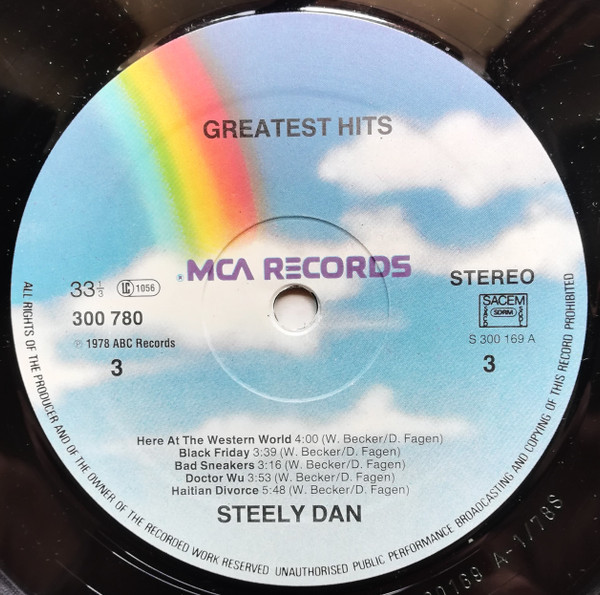 GREATEST HITS
® MCA RECORDS
33 1/3
LC 1056
STEREO
300 780
SACEM
SDRM
℗ 1978 ABC Records
S 300 169 A
3
3
Here At The Western World 4:00 (W. Becker/D. Fagen)
Black Friday 3:39 (W. Becker/D. Fagen)
Bad Sneakers 3:16 (W. Becker/D. Fagen)
Doctor Wu 3:53 (W. Becker/D. Fagen)
Haitian Divorce 5:48 (W. Becker/D. Fagen)
STEELY DAN
ALL RIGHTS OF THE PRODUCER AND OF THE OWNER OF THE RECORDED WORK RESERVED UNAUTHORISED PUBLIC PERFORMANCE BROADCASTING AND COPYING OF THIS RECORD PROHIBITED
A-1/78S